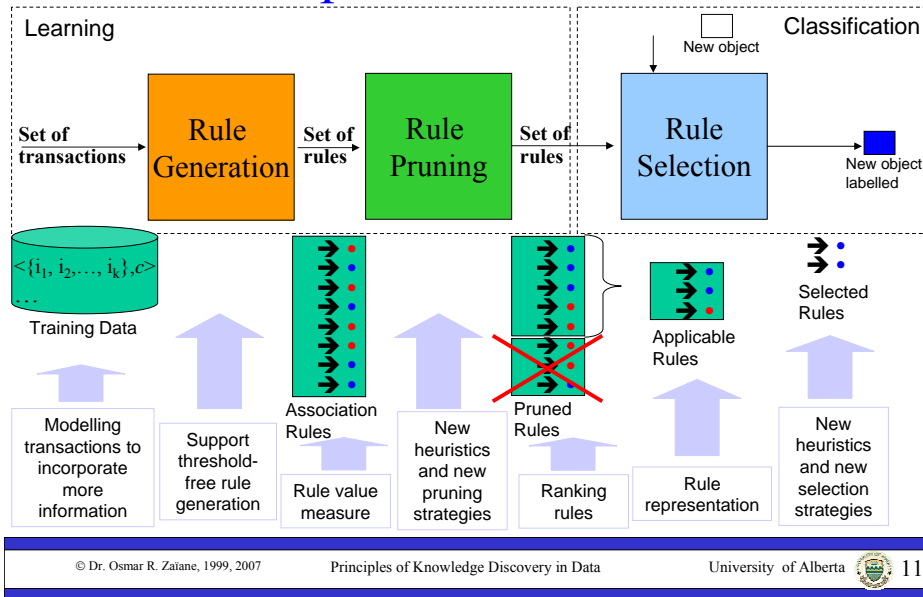 Learning
Classification
New object
Set of
transactions
Rule
Generation
Set of
rules
Rule
Pruning
Set of
rules
Rule
Selection
New object
labelled
<{i1, i2,..., ik},c>
...
Training Data
Association
Rules
Pruned
Rules
Applicable
Rules
Selected
Rules
Modelling
transactions to
incorporate
more
information
Support
threshold-
free rule
generation
Rule value
measure
New
heuristics
and new
pruning
strategies
Ranking
rules
Rule
representation
New
heuristics
and new
selection
strategies
© Dr. Osmar R. Zaïane, 1999, 2007
Principles of Knowledge Discovery in Data
University of Alberta
11